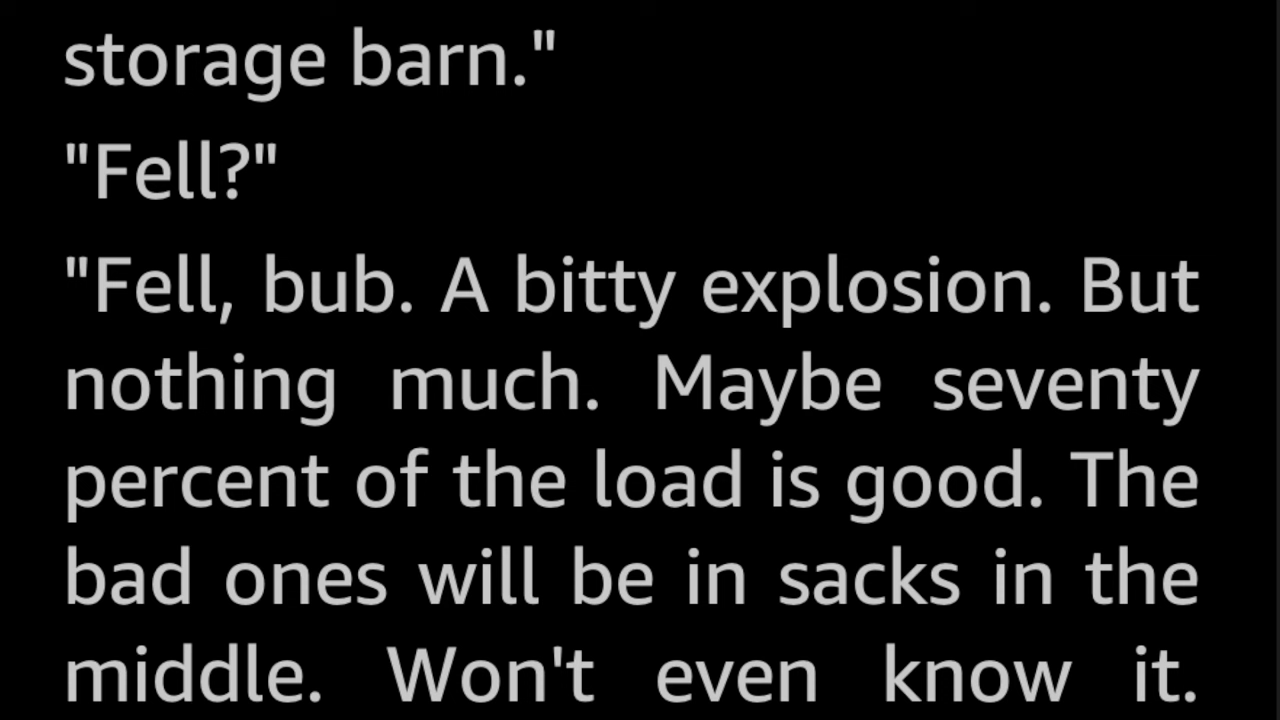 storage barn."
"Fell?"
"Fell, bub. A bitty explosion. But
nothing much. Maybe seventy
percent of the load is good. The
bad ones will be in sacks in the
middle. Won't even know it.